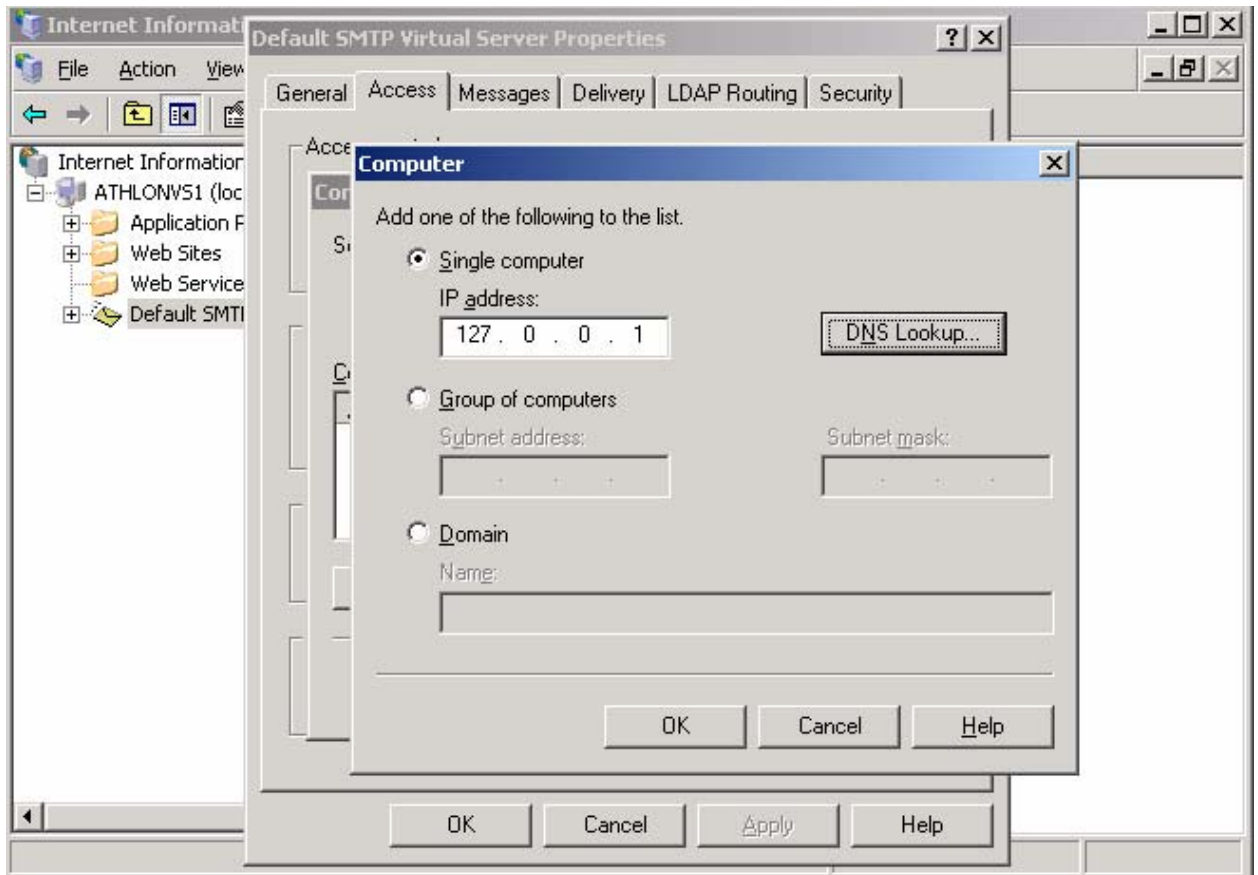 Internet Informati
Default SMTP Virtual Server Properties
File Action View
General Access Messages Delivery LDAP Routing Security
Internet Information
ATHLONVS1 (loc
Application P
Web Sites
Web Service
Default SMTP
Acce
Computer
Add one of the following to the list.
Single computer
IP address:
127 . 0 . 0 . 1
DNS Lookup...
Group of computers
Subnet address:
Subnet mask:
Domain
Name:
OK Cancel Help
OK Cancel Apply Help